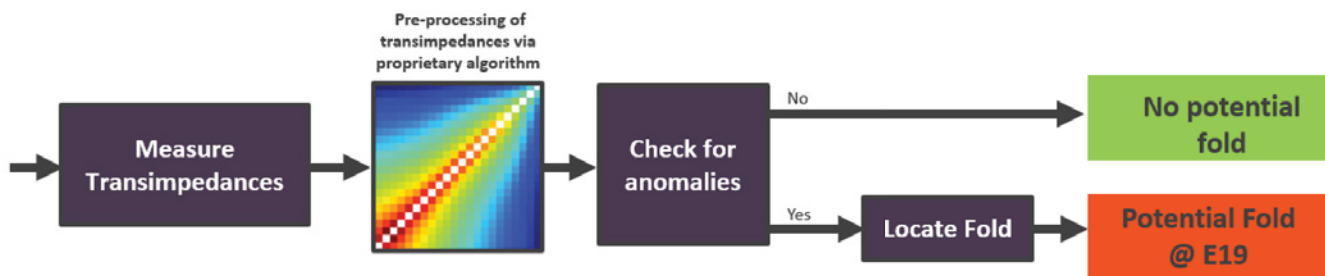 Pre-processing of
transimpedances via
proprietary algorithm
Measure
Transimpedances
Check for
anomalies
No
No potential
fold
Yes
Locate Fold
Potential Fold
@ E19